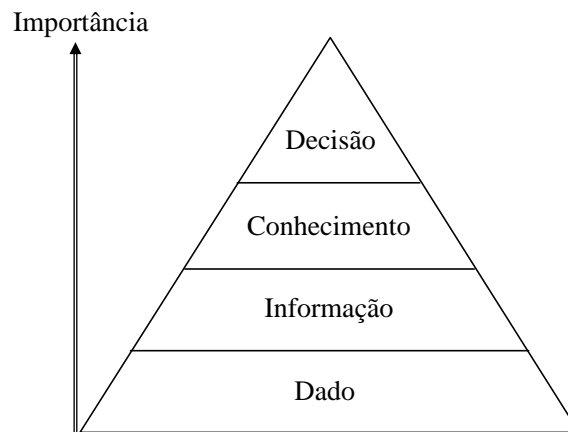 Importância
Decisão
Conhecimento
Informação
Dado